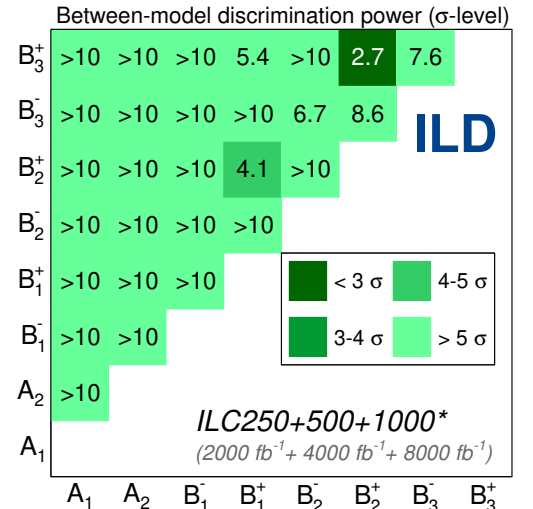 Between-model discrimination power (σ-level)
B₃⁺ >10 >10 >10 5.4 >10 2.7 7.6
B₃⁻ >10 >10 >10 >10 6.7 8.6
ILD
B₂⁺ >10 >10 >10 4.1 >10
B₂⁻ >10 >10 >10 >10
B₁⁺ >10 >10 >10
< 3 σ 4-5 σ
B₁⁻ >10 >10
3-4 σ > 5 σ
A₂ >10
ILC250+500+1000*
A₁
(2000 fb⁻¹+ 4000 fb⁻¹+ 8000 fb⁻¹)
A₁ A₂ B₁⁻ B₁⁺ B₂⁻ B₂⁺ B₃⁻ B₃⁺